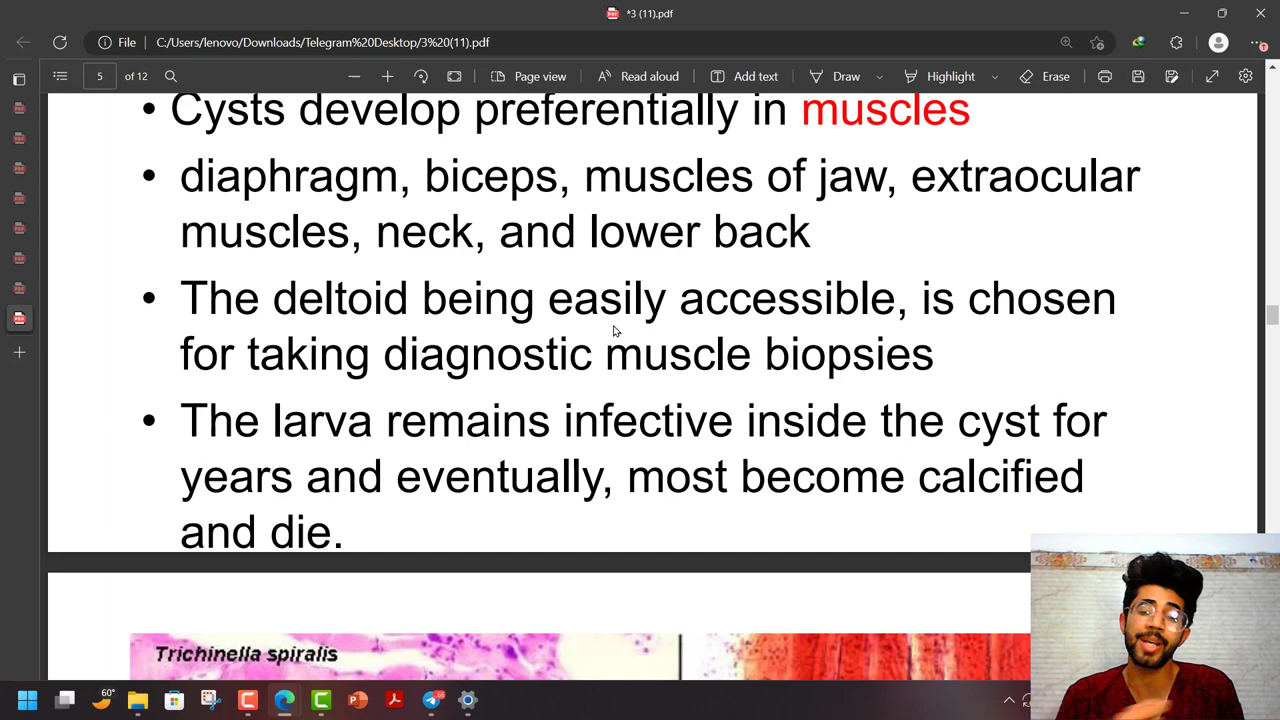 *3 (11).pdf
File C:/Users/lenovo/Downloads/Telegram%20Desktop/3%20(11).pdf
5 of 12 Page view Read aloud Add text Draw Highlight Erase
• Cysts develop preferentially in muscles
• diaphragm, biceps, muscles of jaw, extraocular
muscles, neck, and lower back
• The deltoid being easily accessible, is chosen
for taking diagnostic muscle biopsies
• The larva remains infective inside the cyst for
years and eventually, most become calcified
and die.
Trichinella spiralis
60°